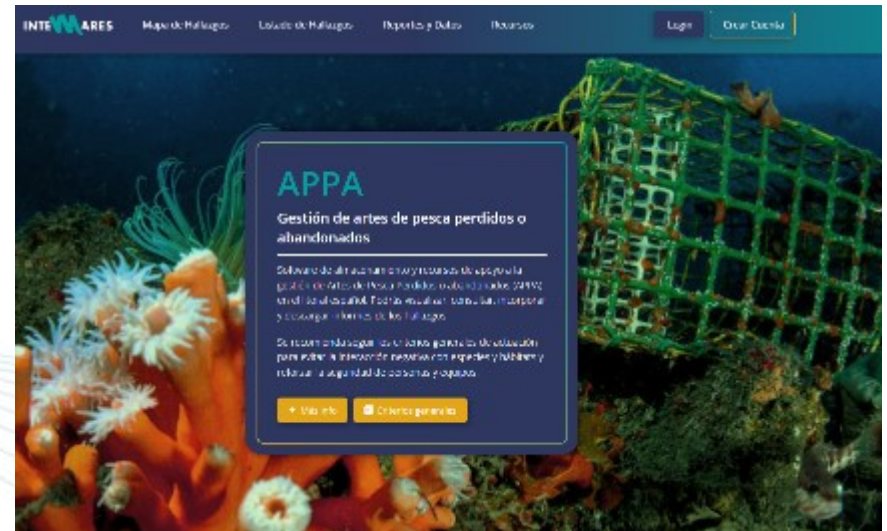 INTEMARES Mapa de Hallazgos Listado de Hallazgos Reportes y Datos Recursos Login Crear Cuenta
APPA
Gestión de artes de pesca perdidos o
abandonados
Software de almacenamiento y recursos de apoyo a la
gestión de Artes de Pesca Perdidos o abandonados (APPA)
en el litoral español. Podrás visualizar, consultar, incorporar
y descargar informes de los hallazgos.
Se recomienda seguir los criterios generales de actuación
para evitar la interacción negativa con especies y hábitats y
reforzar la seguridad de personas y equipos.
+ Más info Criterios generales